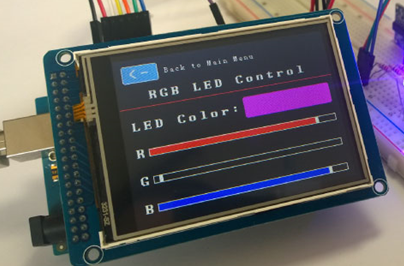 Back to Main Menu
RGB LED Control
LED Color:
R
G
B